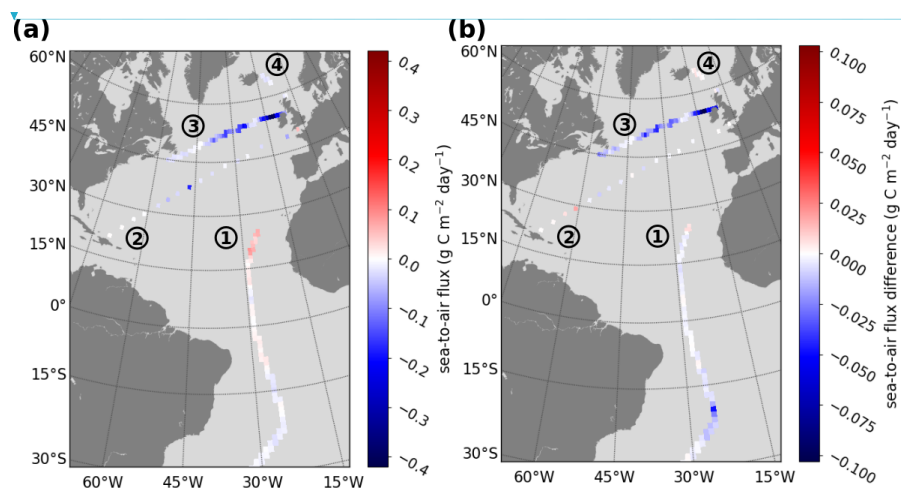 (a)
60°N
45°N
30°N
15°N
0°
15°S
30°S
60°W
45°W
30°W
15°W
①
②
③
④
0.4
0.3
0.2
0.1
0.0
−0.1
−0.2
−0.3
−0.4
sea-to-air flux (g C m⁻² day⁻¹)
(b)
60°N
45°N
30°N
15°N
0°
15°S
30°S
60°W
45°W
30°W
15°W
①
②
③
④
0.100
0.075
0.050
0.025
0.000
−0.025
−0.050
−0.075
−0.100
sea-to-air flux difference (g C m⁻² day⁻¹)